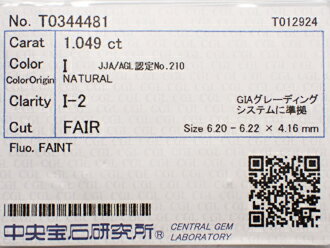 No. T0344481 T012924
Carat 1.049 ct
Color I JJA/AGL認定No.210
ColorOrigin NATURAL
Clarity I-2 GIAグレーディング
システムに準拠
Cut FAIR Size 6.20 - 6.22 × 4.16 mm
Fluo. FAINT
中央宝石研究所® CENTRAL GEM
LABORATORY